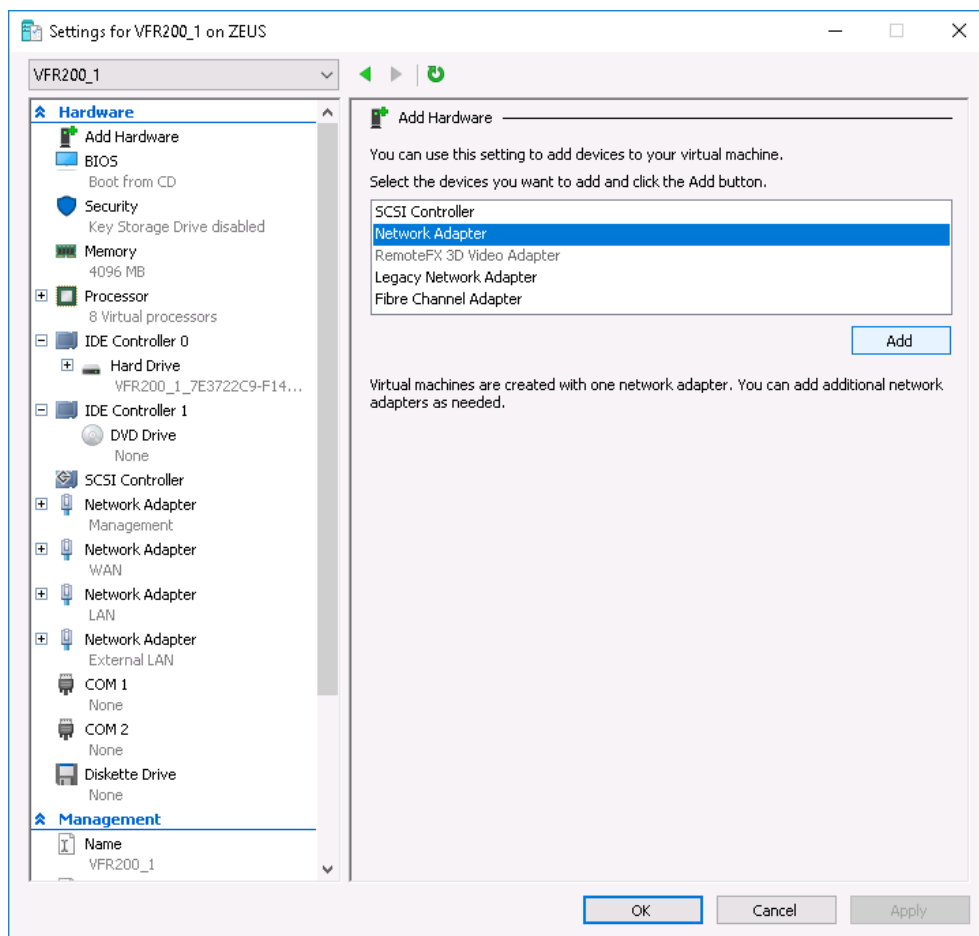 Settings for VFR200_1 on ZEUS
VFR200_1
Hardware
Add Hardware
BIOS
Boot from CD
Security
Key Storage Drive disabled
Memory
4096 MB
Processor
8 Virtual processors
IDE Controller 0
Hard Drive
VFR200_1_7E3722C9-F14...
IDE Controller 1
DVD Drive
None
SCSI Controller
Network Adapter
Management
Network Adapter
WAN
Network Adapter
LAN
Network Adapter
External LAN
COM 1
None
COM 2
None
Diskette Drive
None
Management
Name
VFR200_1
Add Hardware
You can use this setting to add devices to your virtual machine.
Select the devices you want to add and click the Add button.
SCSI Controller
Network Adapter
RemoteFX 3D Video Adapter
Legacy Network Adapter
Fibre Channel Adapter
Add
Virtual machines are created with one network adapter. You can add additional network
adapters as needed.
OK
Cancel
Apply